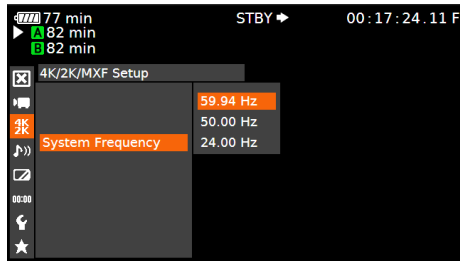 77 min STBY 00:17:24.11 F
A 82 min
B 82 min
4K/2K/MXF Setup
59.94 Hz
50.00 Hz
4K
2K
System Frequency 24.00 Hz
00:00